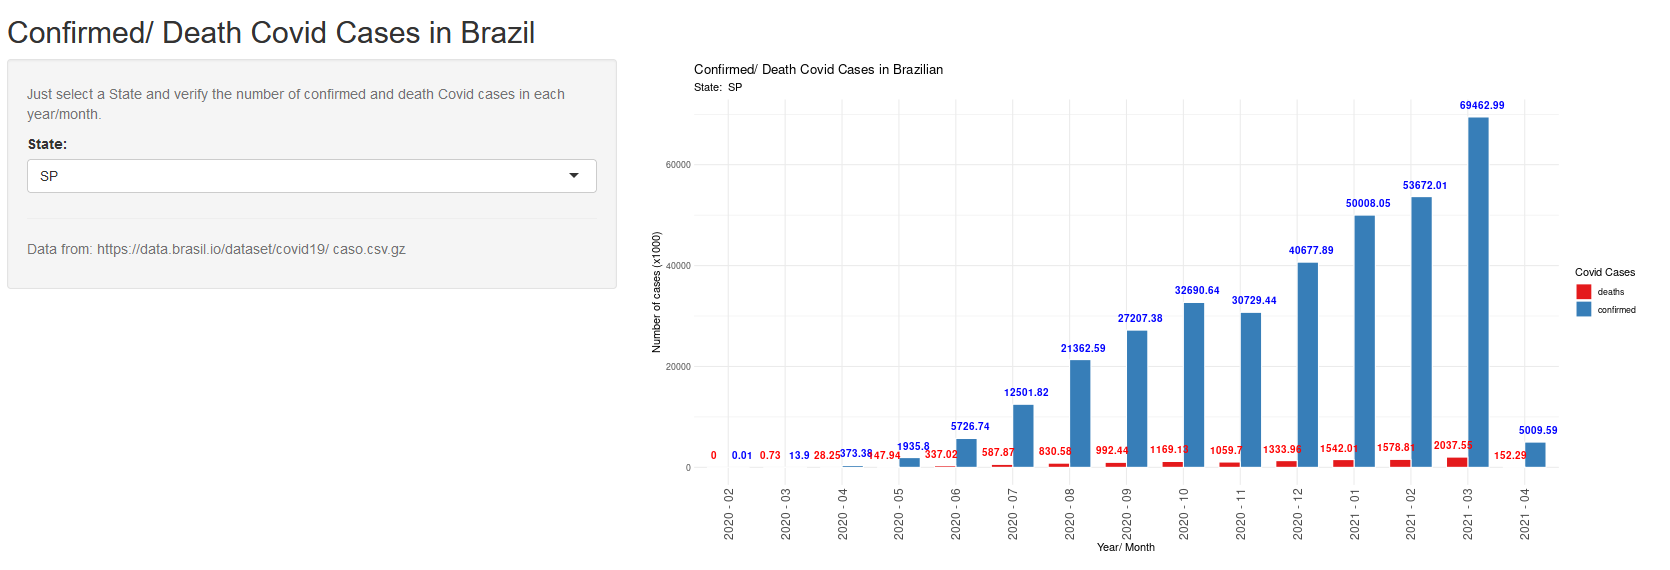 Confirmed/ Death Covid Cases in Brazil
Just select a State and verify the number of confirmed and death Covid cases in each
year/month.
State:
SP
Data from: https://data.brasil.io/dataset/covid19/ caso.csv.gz
Confirmed/ Death Covid Cases in Brazilian
State: SP
Number of cases (x1000)
60000
40000
20000
0
0
0.01
0.73
13.9
28.25
373.38
147.94
1935.8
337.02
5726.74
587.87
12501.82
830.58
21362.59
992.44
27207.38
1169.13
32690.64
1059.7
30729.44
1333.96
40677.89
1542.01
50008.05
1578.81
53672.01
2037.55
69462.99
152.29
5009.59
2020 - 02
2020 - 03
2020 - 04
2020 - 05
2020 - 06
2020 - 07
2020 - 08
2020 - 09
2020 - 10
2020 - 11
2020 - 12
2021 - 01
2021 - 02
2021 - 03
2021 - 04
Year/ Month
Covid Cases
deaths
confirmed